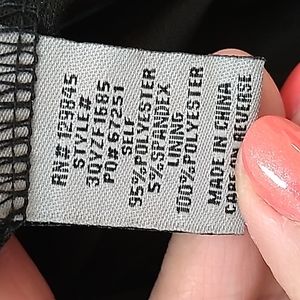 RN# 129845
STYLE#
3QYZE1685
PO#67251
SELF
95%POLYESTER
5%SPANDEX
LINING
100%POLYESTER
MADE IN CHINA
CARE ON REVERSE